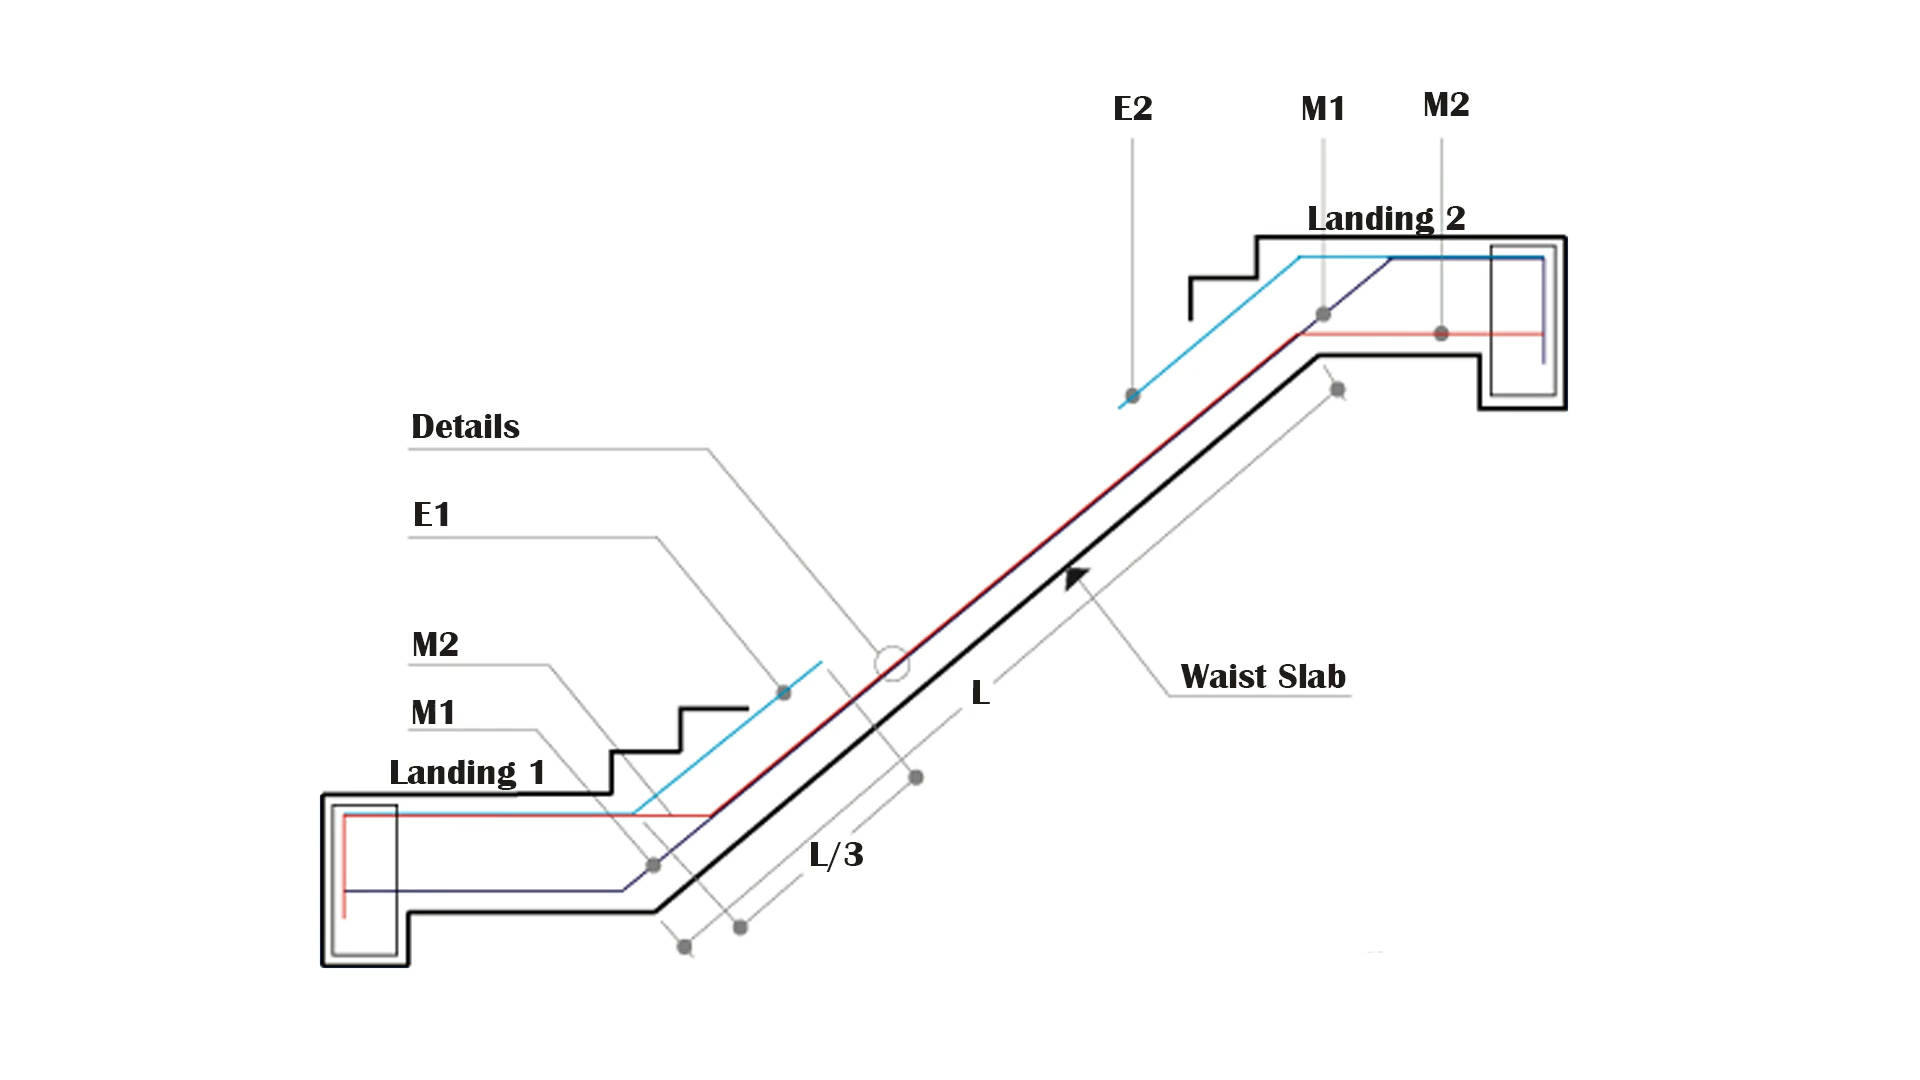 E2
M1
M2
Landing 2
Details
E1
M2
M1
Landing 1
Waist Slab
L
L/3